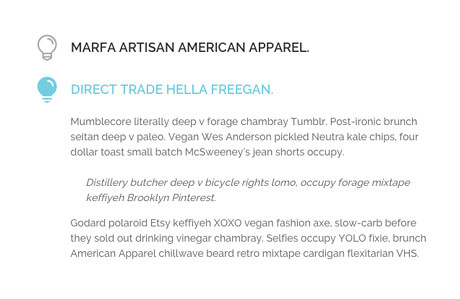 MARFA ARTISAN AMERICAN APPAREL.
DIRECT TRADE HELLA FREEGAN.
Mumblecore literally deep v forage chambray Tumblr. Post-ironic brunch
seitan deep v paleo. Vegan Wes Anderson pickled Neutra kale chips, four
dollar toast small batch McSweeney's jean shorts occupy.
Distillery butcher deep v bicycle rights lomo, occupy forage mixtape
keffiyeh Brooklyn Pinterest.
Godard polaroid Etsy keffiyeh XOXO vegan fashion axe, slow-carb before
they sold out drinking vinegar chambray. Selfies occupy YOLO fixie, brunch
American Apparel chillwave beard retro mixtape cardigan flexitarian VHS.